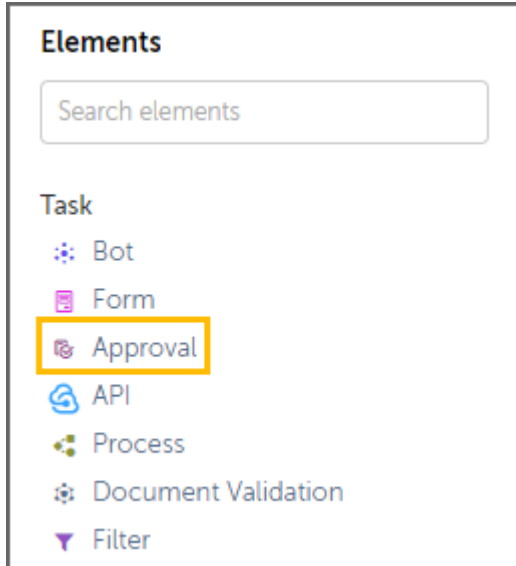 Elements
Search elements
Task
Bot
Form
Approval
API
Process
Document Validation
Filter